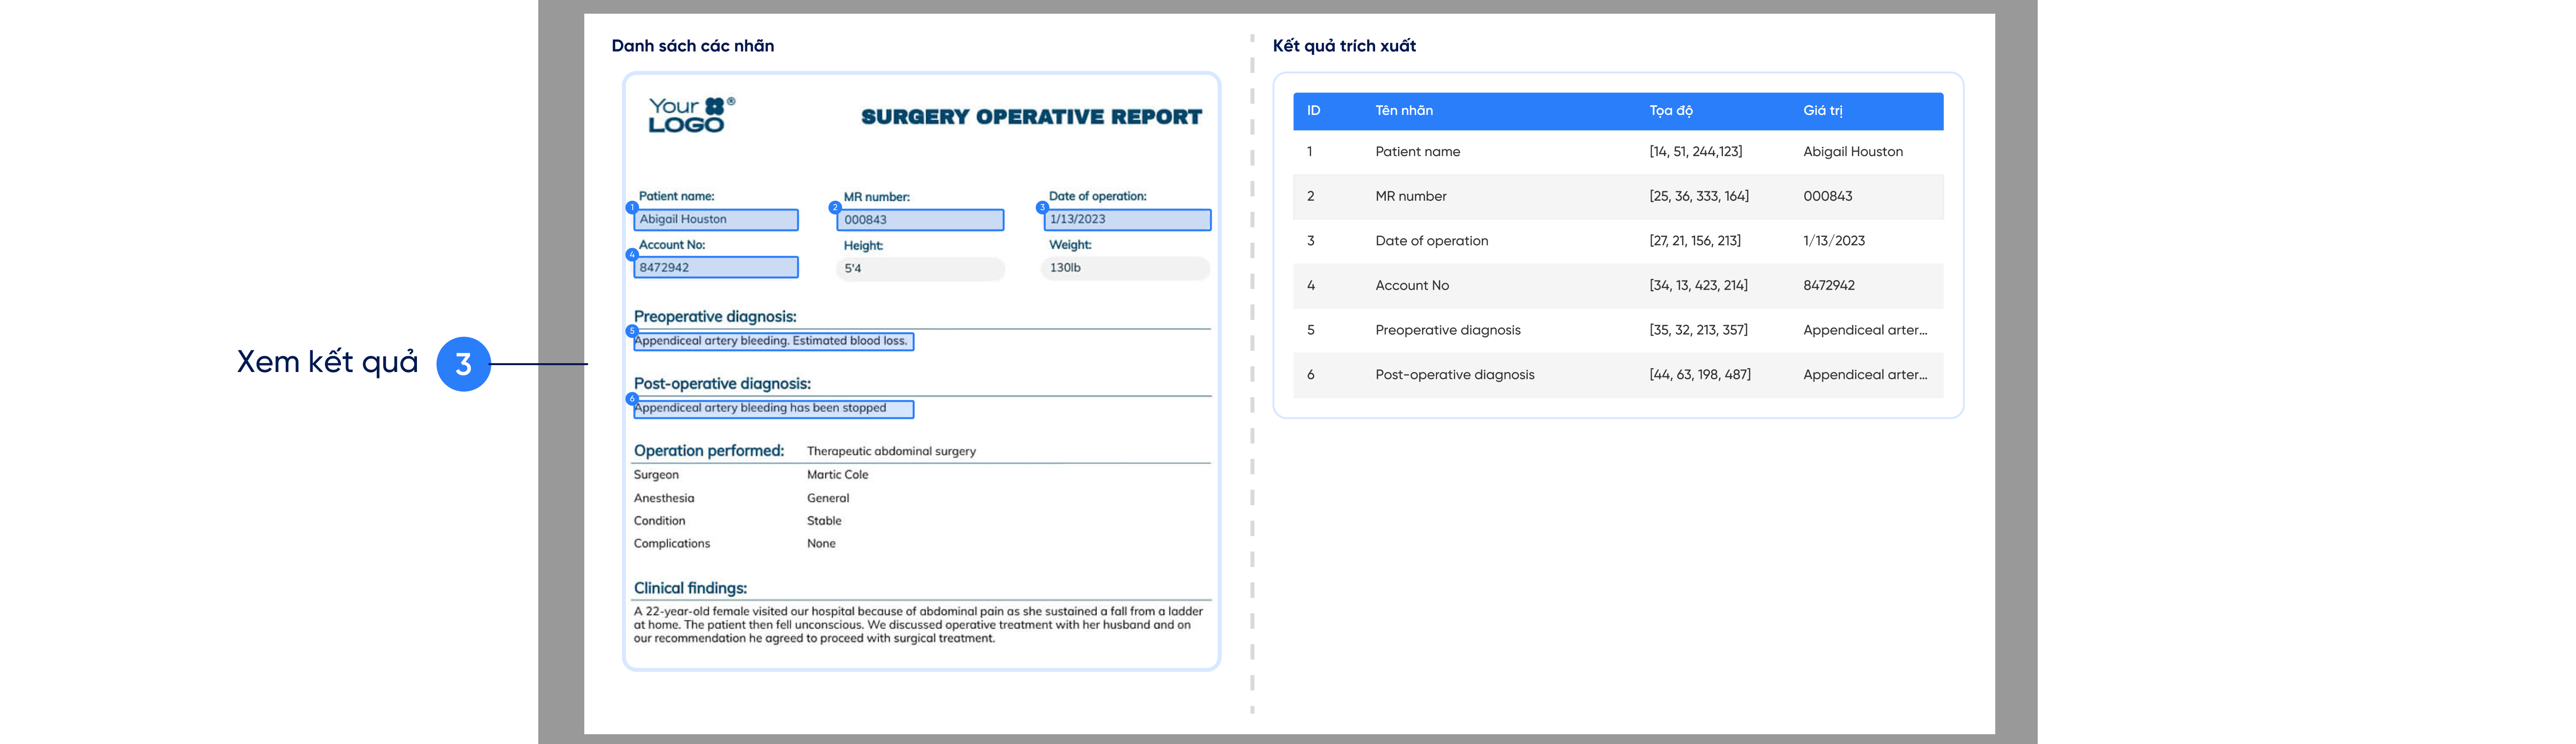 Xem kết quả 3
Danh sách các nhãn
Your ®
LOGO
SURGERY OPERATIVE REPORT
Patient name: MR number: Date of operation:
1 Abigail Houston 2 000843 3 1/13/2023
Account No: Height: Weight:
4 8472942 5'4 130lb
Preoperative diagnosis:
5 Appendiceal artery bleeding. Estimated blood loss.
Post-operative diagnosis:
6 Appendiceal artery bleeding has been stopped
Operation performed: Therapeutic abdominal surgery
Surgeon Martic Cole
Anesthesia General
Condition Stable
Complications None
Clinical findings:
A 22-year-old female visited our hospital because of abdominal pain as she sustained a fall from a ladder
at home. The patient then fell unconscious. We discussed operative treatment with her husband and on
our recommendation he agreed to proceed with surgical treatment.
Kết quả trích xuất
ID Tên nhãn Tọa độ Giá trị
1 Patient name [14, 51, 244,123] Abigail Houston
2 MR number [25, 36, 333, 164] 000843
3 Date of operation [27, 21, 156, 213] 1/13/2023
4 Account No [34, 13, 423, 214] 8472942
5 Preoperative diagnosis [35, 32, 213, 357] Appendiceal arter...
6 Post-operative diagnosis [44, 63, 198, 487] Appendiceal arter...